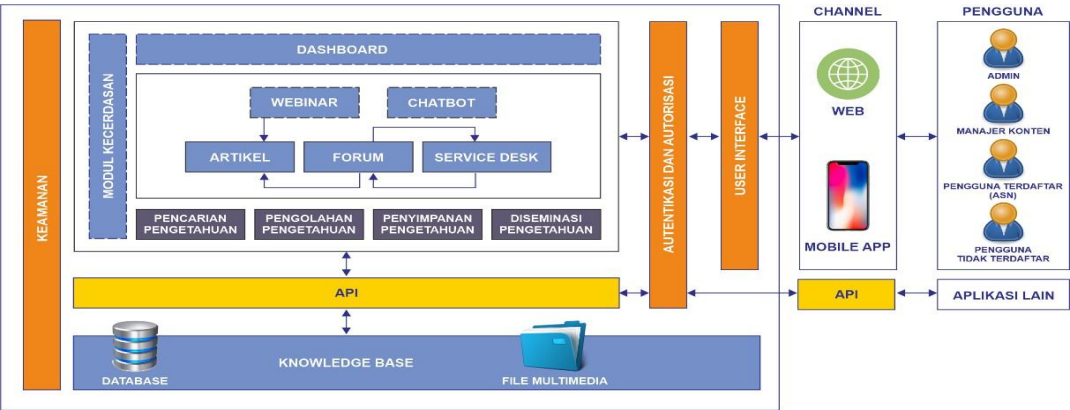 KEAMANAN
MODUL KECERDASAN
DASHBOARD
WEBINAR
CHATBOT
ARTIKEL
FORUM
SERVICE DESK
PENCARIAN
PENGETAHUAN
PENGOLAHAN
PENGETAHUAN
PENYIMPANAN
PENGETAHUAN
DISEMINASI
PENGETAHUAN
API
KNOWLEDGE BASE
DATABASE
FILE MULTIMEDIA
AUTENTIKASI DAN AUTORISASI
USER INTERFACE
CHANNEL
WEB
MOBILE APP
API
PENGGUNA
ADMIN
MANAJER KONTEN
PENGGUNA TERDAFTAR
(ASN)
PENGGUNA
TIDAK TERDAFTAR
APLIKASI LAIN